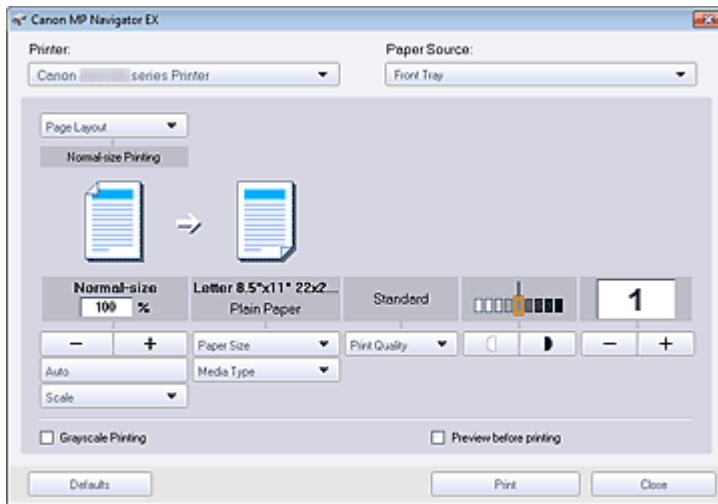 Canon MP Navigator EX
Printer:
Paper Source:
Canon series Printer
Front Tray
Page Layout
Normal-size Printing
Normal-size
100 %
Letter 8.5"x11" 22x2...
Plain Paper
Standard
1
- +
Paper Size
Print Quality
- +
Auto
Media Type
Scale
Grayscale Printing
Preview before printing
Defaults
Print
Close